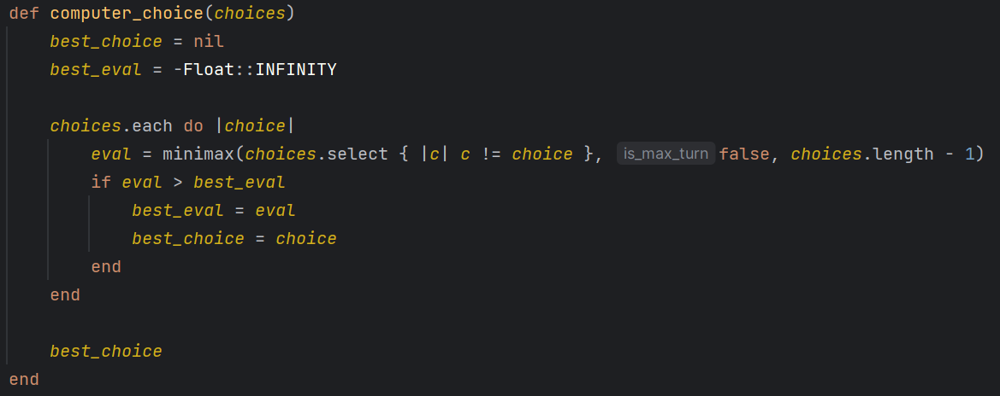 def computer_choice(choices)
    best_choice = nil
    best_eval = -Float::INFINITY

    choices.each do |choice|
        eval = minimax(choices.select { |c| c != choice }, is_max_turn false, choices.length - 1)
        if eval > best_eval
            best_eval = eval
            best_choice = choice
        end
    end

    best_choice
end